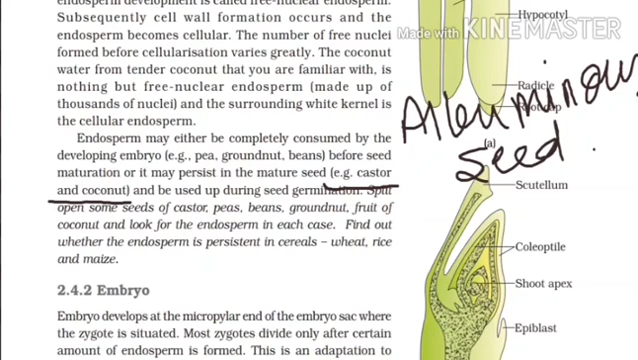 endosperm development is called free-nuclear endosperm.
Subsequently cell wall formation occurs and the
endosperm becomes cellular. The number of free nuclei
formed before cellularisation varies greatly. The coconut
water from tender coconut that you are familiar with, is
nothing but free-nuclear endosperm (made up of
thousands of nuclei) and the surrounding white kernel is
the cellular endosperm.
Endosperm may either be completely consumed by the
developing embryo (e.g., pea, groundnut, beans) before seed
maturation or it may persist in the mature seed (e.g. castor
and coconut) and be used up during seed germination. Split
open some seeds of castor, peas, beans, groundnut, fruit of
coconut and look for the endosperm in each case. Find out
whether the endosperm is persistent in cereals – wheat, rice
and maize.
2.4.2 Embryo
Embryo develops at the micropylar end of the embryo sac where
the zygote is situated. Most zygotes divide only after certain
amount of endosperm is formed. This is an adaptation to
Hypocotyl
Made with KINEMASTER
Radicle
Root cap
(a)
seed.
Scutellum
Coleoptile
Shoot apex
Epiblast